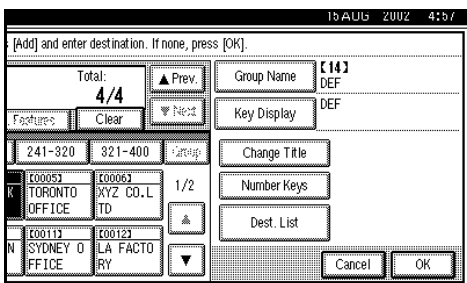 15 AUG 2002 4:57
[Add] and enter destination. If none, press [OK].
Total:
4/4
▲ Prev.
Features
Clear
▼ Next
241-320
321-400
Group
[0005]
TORONTO
OFFICE
[0006]
XYZ CO.L
TD
1/2
[0011]
SYDNEY O
FFICE
[0012]
LA FACTO
RY
▲
▼
Group Name
[14]
DEF
Key Display
DEF
Change Title
Number Keys
Dest. List
Cancel
OK